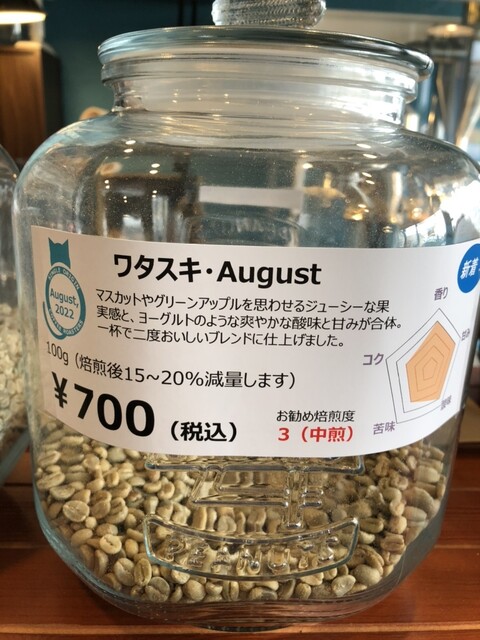 ワタスキ・August
新着
August,
2022
マスカットやグリーンアップルを思わせるジューシーな果
実感と、ヨーグルトのような爽やかな酸味と甘みが合体。
一杯で二度おいしいブレンドに仕上げました。
100g（焙煎後15~20%減量します）
¥700（税込）
お勧め焙煎度
3（中煎）
香り
甘み
酸味
苦味
コク